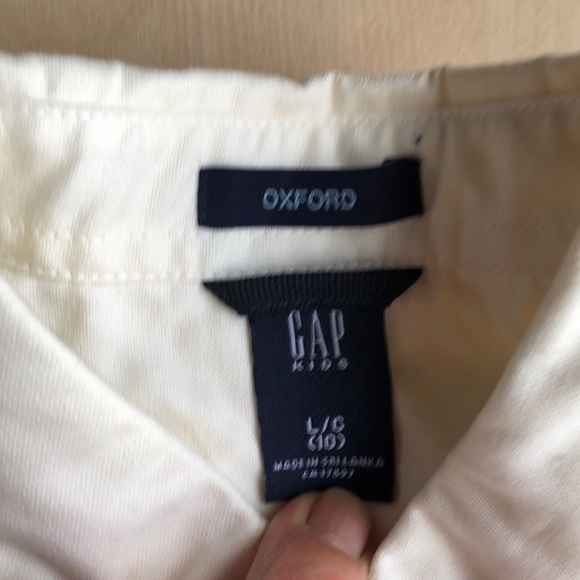 OXFORD
GAP
KIDS
L/G
(10)
MADE IN SRI LANKA